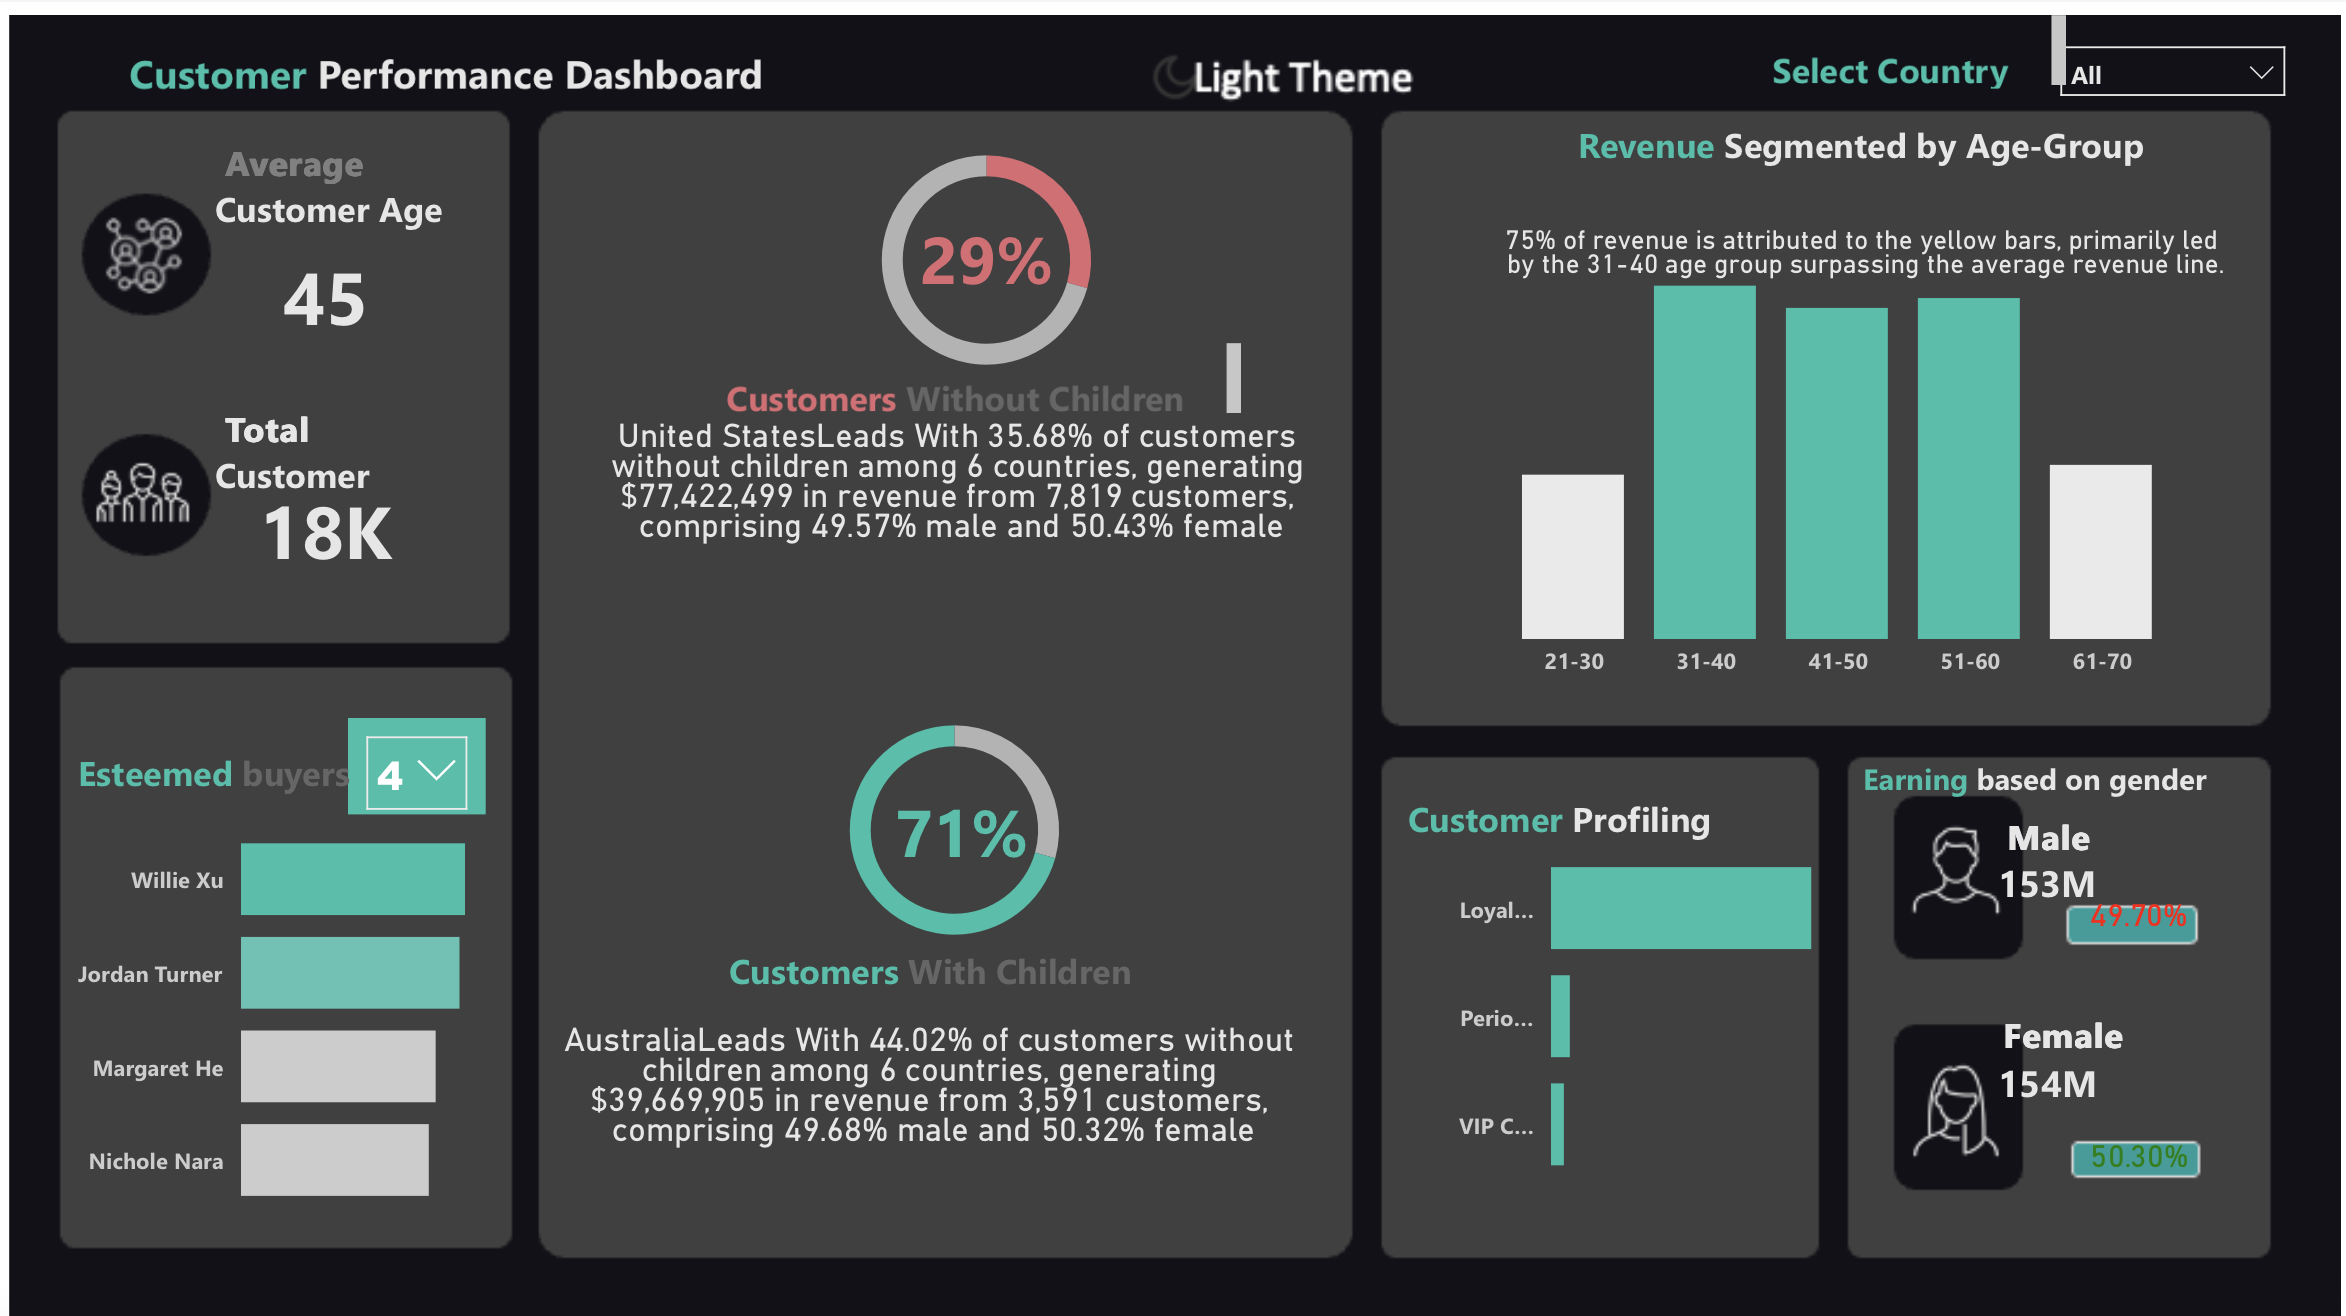 Customer Performance Dashboard
Light Theme
Select Country
All
Average
Customer Age
45
Total
Customer
18K
Esteemed buyers
4
Willie Xu
Jordan Turner
Margaret He
Nichole Nara
29%
Customers Without Children
United StatesLeads With 35.68% of customers
without children among 6 countries, generating
$77,422,499 in revenue from 7,819 customers,
comprising 49.57% male and 50.43% female
71%
Customers With Children
AustraliaLeads With 44.02% of customers without
children among 6 countries, generating
$39,669,905 in revenue from 3,591 customers,
comprising 49.68% male and 50.32% female
Revenue Segmented by Age-Group
75% of revenue is attributed to the yellow bars, primarily led
by the 31-40 age group surpassing the average revenue line.
21-30
31-40
41-50
51-60
61-70
Customer Profiling
Loyal...
Perio...
VIP C...
Earning based on gender
Male
153M
49.70%
Female
154M
50.30%